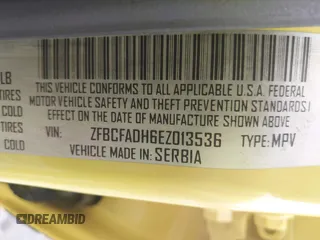 LB
TIRES
COLD
TIRES
COLD
THIS VEHICLE CONFORMS TO ALL APPLICABLE U.S.A. FEDERAL
MOTOR VEHICLE SAFETY AND THEFT PREVENTION STANDARDS IN
EFFECT ON THE DATE OF MANUFACTURE SHOWN ABOVE.
VIN: ZFBCFADH6EZ013536 TYPE: MPV
VEHICLE MADE IN: SERBIA
DREAMBID